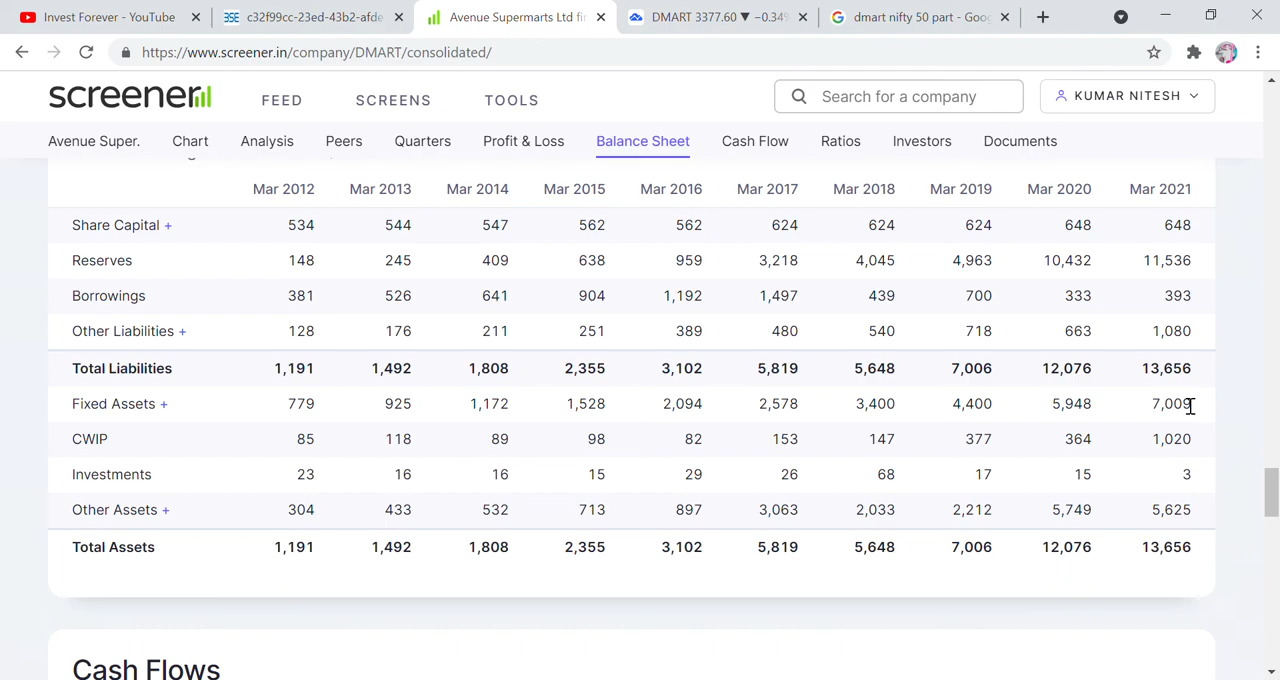 Invest Forever - YouTube c32f99cc-23ed-43b2-afde Avenue Supermarts Ltd fi DMART 3377.60 ▼ −0.34% dmart nifty 50 part - Goo
https://www.screener.in/company/DMART/consolidated/
screener FEED SCREENS TOOLS Search for a company KUMAR NITESH
Avenue Super. Chart Analysis Peers Quarters Profit & Loss Balance Sheet Cash Flow Ratios Investors Documents
Mar 2012 Mar 2013 Mar 2014 Mar 2015 Mar 2016 Mar 2017 Mar 2018 Mar 2019 Mar 2020 Mar 2021
Share Capital + 534 544 547 562 562 624 624 624 648 648
Reserves 148 245 409 638 959 3,218 4,045 4,963 10,432 11,536
Borrowings 381 526 641 904 1,192 1,497 439 700 333 393
Other Liabilities + 128 176 211 251 389 480 540 718 663 1,080
Total Liabilities 1,191 1,492 1,808 2,355 3,102 5,819 5,648 7,006 12,076 13,656
Fixed Assets + 779 925 1,172 1,528 2,094 2,578 3,400 4,400 5,948 7,009
CWIP 85 118 89 98 82 153 147 377 364 1,020
Investments 23 16 16 15 29 26 68 17 15 3
Other Assets + 304 433 532 713 897 3,063 2,033 2,212 5,749 5,625
Total Assets 1,191 1,492 1,808 2,355 3,102 5,819 5,648 7,006 12,076 13,656
Cash Flows